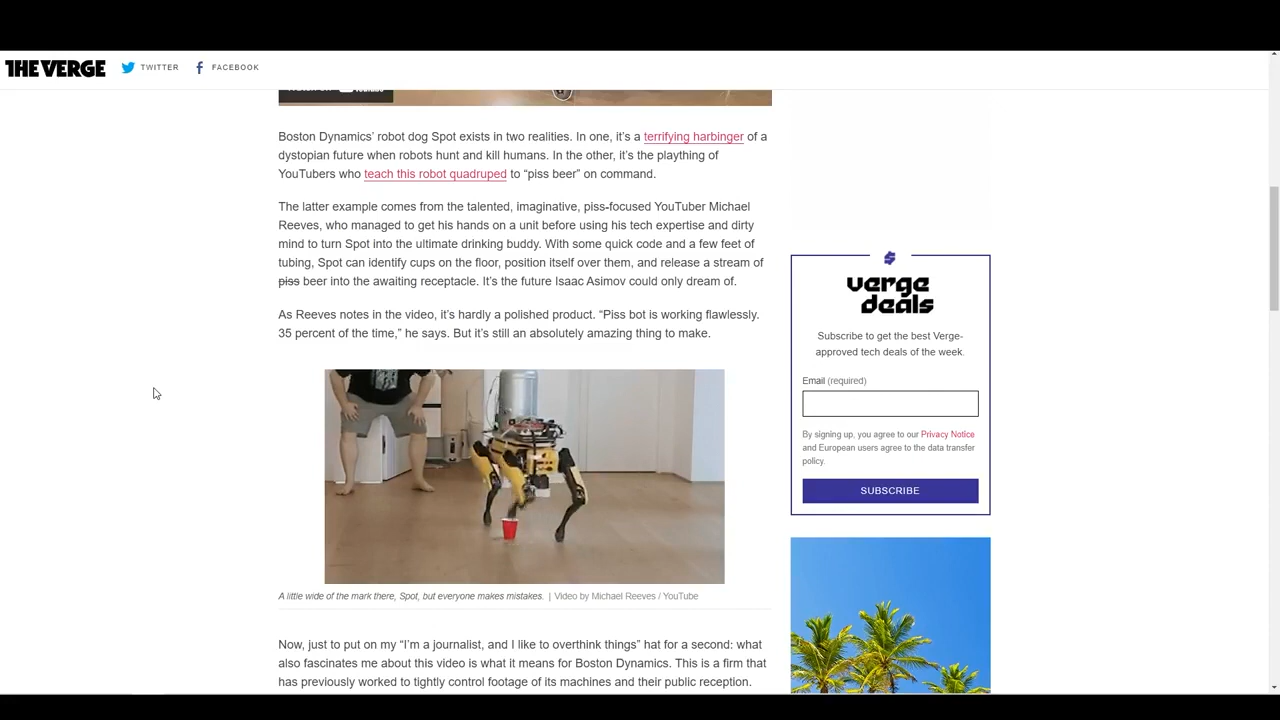 THE VERGE
TWITTER
FACEBOOK
Boston Dynamics’ robot dog Spot exists in two realities. In one, it’s a terrifying harbinger of a
dystopian future when robots hunt and kill humans. In the other, it’s the plaything of
YouTubers who teach this robot quadruped to “piss beer” on command.
The latter example comes from the talented, imaginative, piss-focused YouTuber Michael
Reeves, who managed to get his hands on a unit before using his tech expertise and dirty
mind to turn Spot into the ultimate drinking buddy. With some quick code and a few feet of
tubing, Spot can identify cups on the floor, position itself over them, and release a stream of
piss beer into the awaiting receptacle. It’s the future Isaac Asimov could only dream of.
As Reeves notes in the video, it’s hardly a polished product. “Piss bot is working flawlessly.
35 percent of the time,” he says. But it’s still an absolutely amazing thing to make.
A little wide of the mark there, Spot, but everyone makes mistakes. | Video by Michael Reeves / YouTube
Now, just to put on my “I’m a journalist, and I like to overthink things” hat for a second: what
also fascinates me about this video is what it means for Boston Dynamics. This is a firm that
has previously worked to tightly control footage of its machines and their public reception.
verge
deals
Subscribe to get the best Verge-
approved tech deals of the week.
Email (required)
By signing up, you agree to our Privacy Notice
and European users agree to the data transfer
policy.
SUBSCRIBE